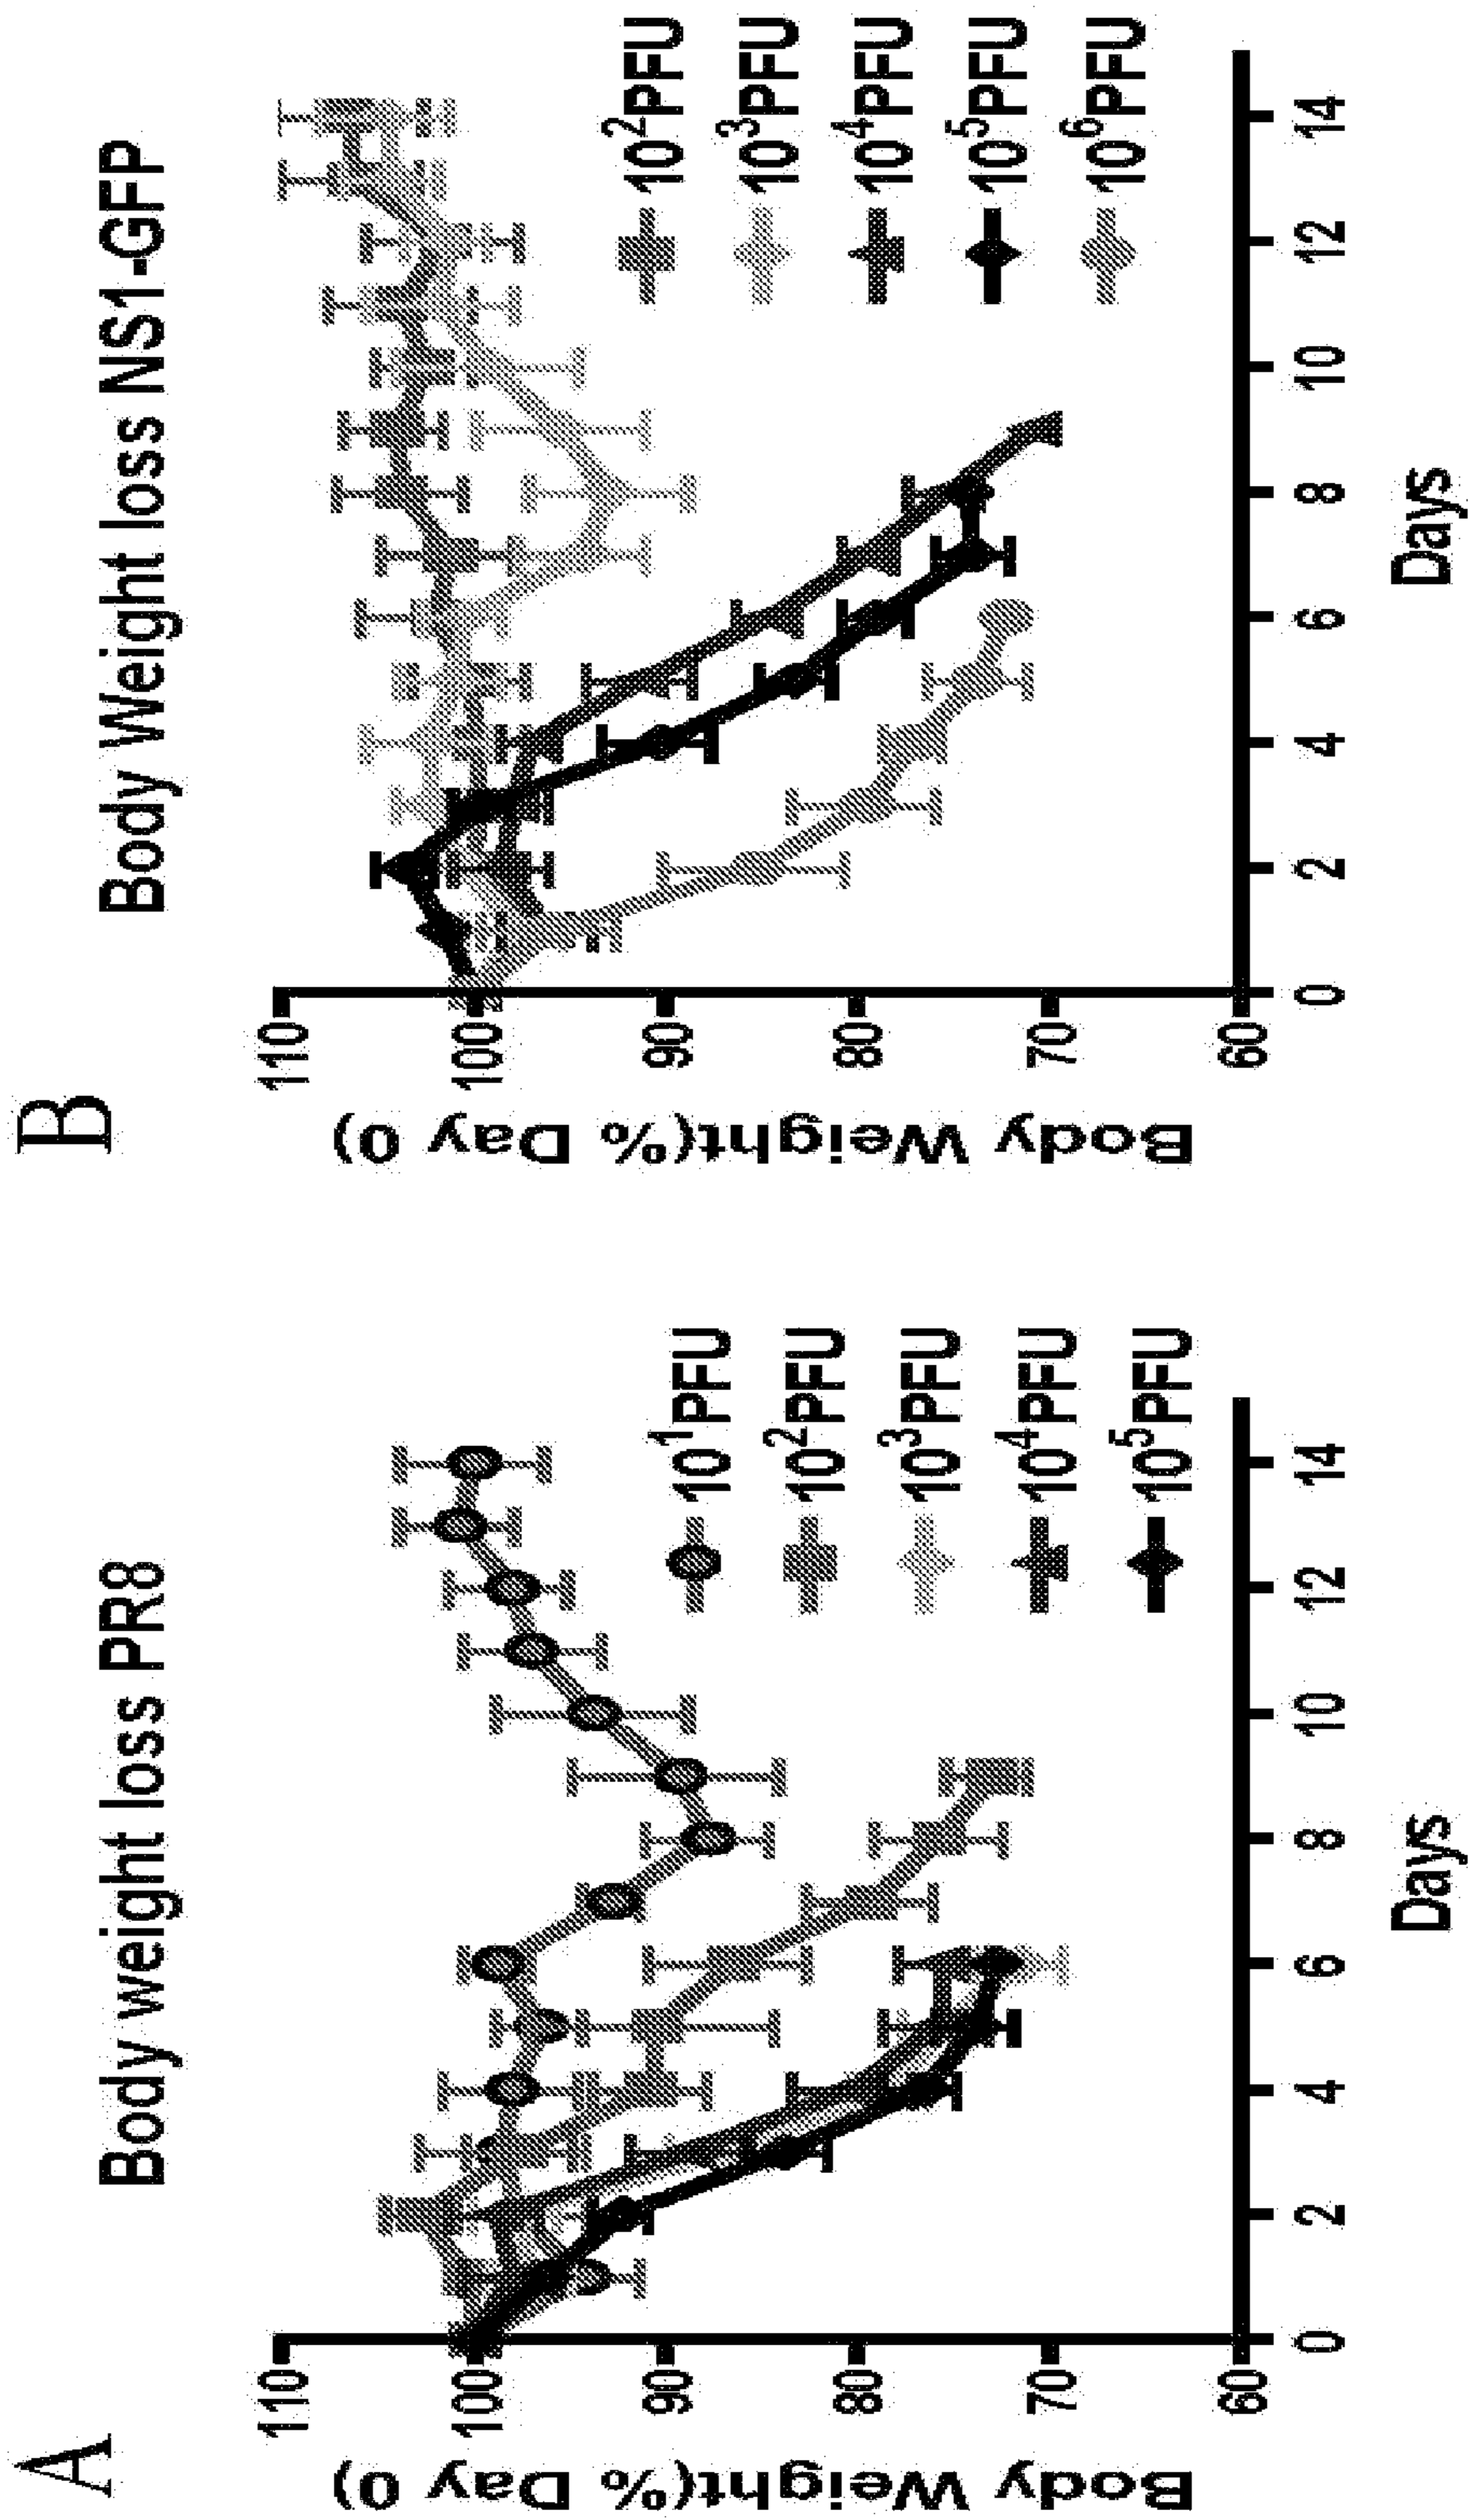 A
Body weight loss PR8
Body Weight(% Day 0)
110
100
90
80
70
60
0 2 4 6 8 10 12 14
Days
10¹PFU
10²PFU
10³PFU
10⁴PFU
10⁵PFU
B
Body Weight loss NS1-GFP
Body Weight(% Day 0)
110
100
90
80
70
60
0 2 4 6 8 10 12 14
Days
10²PFU
10³PFU
10⁴PFU
10⁵PFU
10⁶PFU